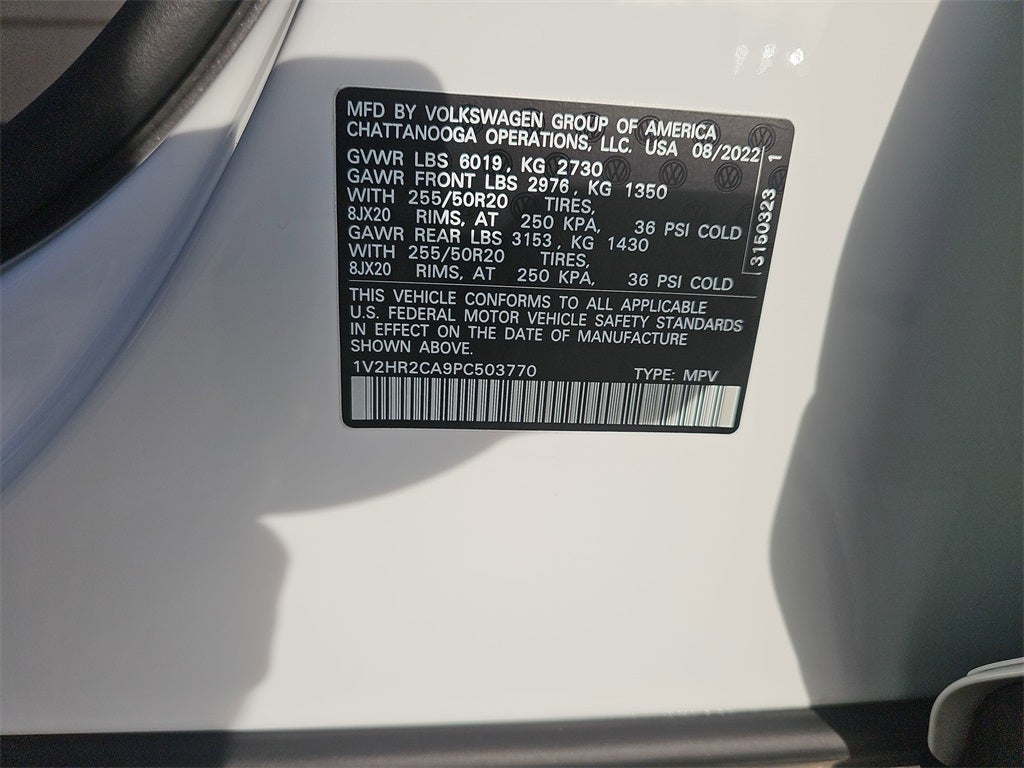 MFD BY VOLKSWAGEN GROUP OF AMERICA
CHATTANOOGA OPERATIONS, LLC. USA 08/2022
GVWR LBS 6019, KG 2730
GAWR FRONT LBS 2976, KG 1350
WITH 255/50R20 TIRES,
8JX20 RIMS, AT 250 KPA, 36 PSI COLD
GAWR REAR LBS 3153, KG 1430
WITH 255/50R20 TIRES,
8JX20 RIMS, AT 250 KPA, 36 PSI COLD
3150323 1
THIS VEHICLE CONFORMS TO ALL APPLICABLE
U.S. FEDERAL MOTOR VEHICLE SAFETY STANDARDS
IN EFFECT ON THE DATE OF MANUFACTURE
SHOWN ABOVE.
1V2HR2CA9PC503770 TYPE: MPV